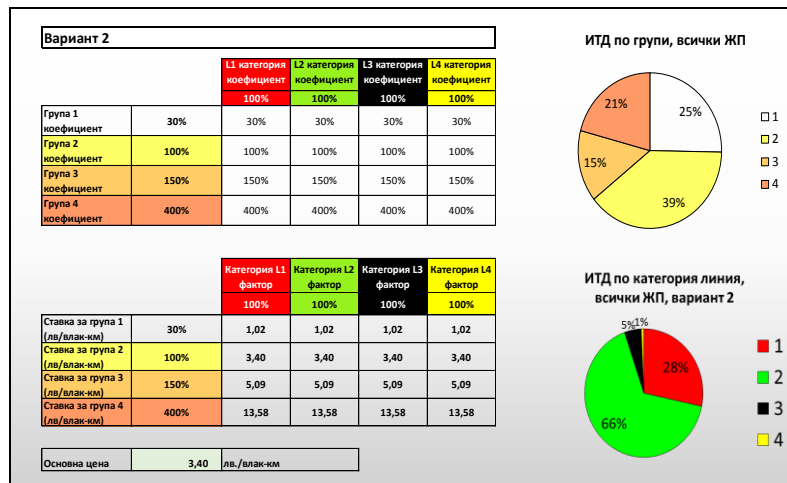 Вариант 2
L1 категория коефициент L2 категория коефициент L3 категория коефициент L4 категория коефициент
100% 100% 100% 100%
Група 1 коефициент 30% 30% 30% 30% 30%
Група 2 коефициент 100% 100% 100% 100% 100%
Група 3 коефициент 150% 150% 150% 150% 150%
Група 4 коефициент 400% 400% 400% 400% 400%
Категория L1 фактор Категория L2 фактор Категория L3 фактор Категория L4 фактор
100% 100% 100% 100%
Ставка за група 1 (лв/влак-км) 30% 1,02 1,02 1,02 1,02
Ставка за група 2 (лв/влак-км) 100% 3,40 3,40 3,40 3,40
Ставка за група 3 (лв/влак-км) 150% 5,09 5,09 5,09 5,09
Ставка за група 4 (лв/влак-км) 400% 13,58 13,58 13,58 13,58
Основна цена 3,40 лв./влак-км
ИТД по групи, всички ЖП
21% 25%
15%
39%
1
2
3
4
ИТД по категория линия,
всички ЖП, вариант 2
5% 1%
28%
66%
1
2
3
4